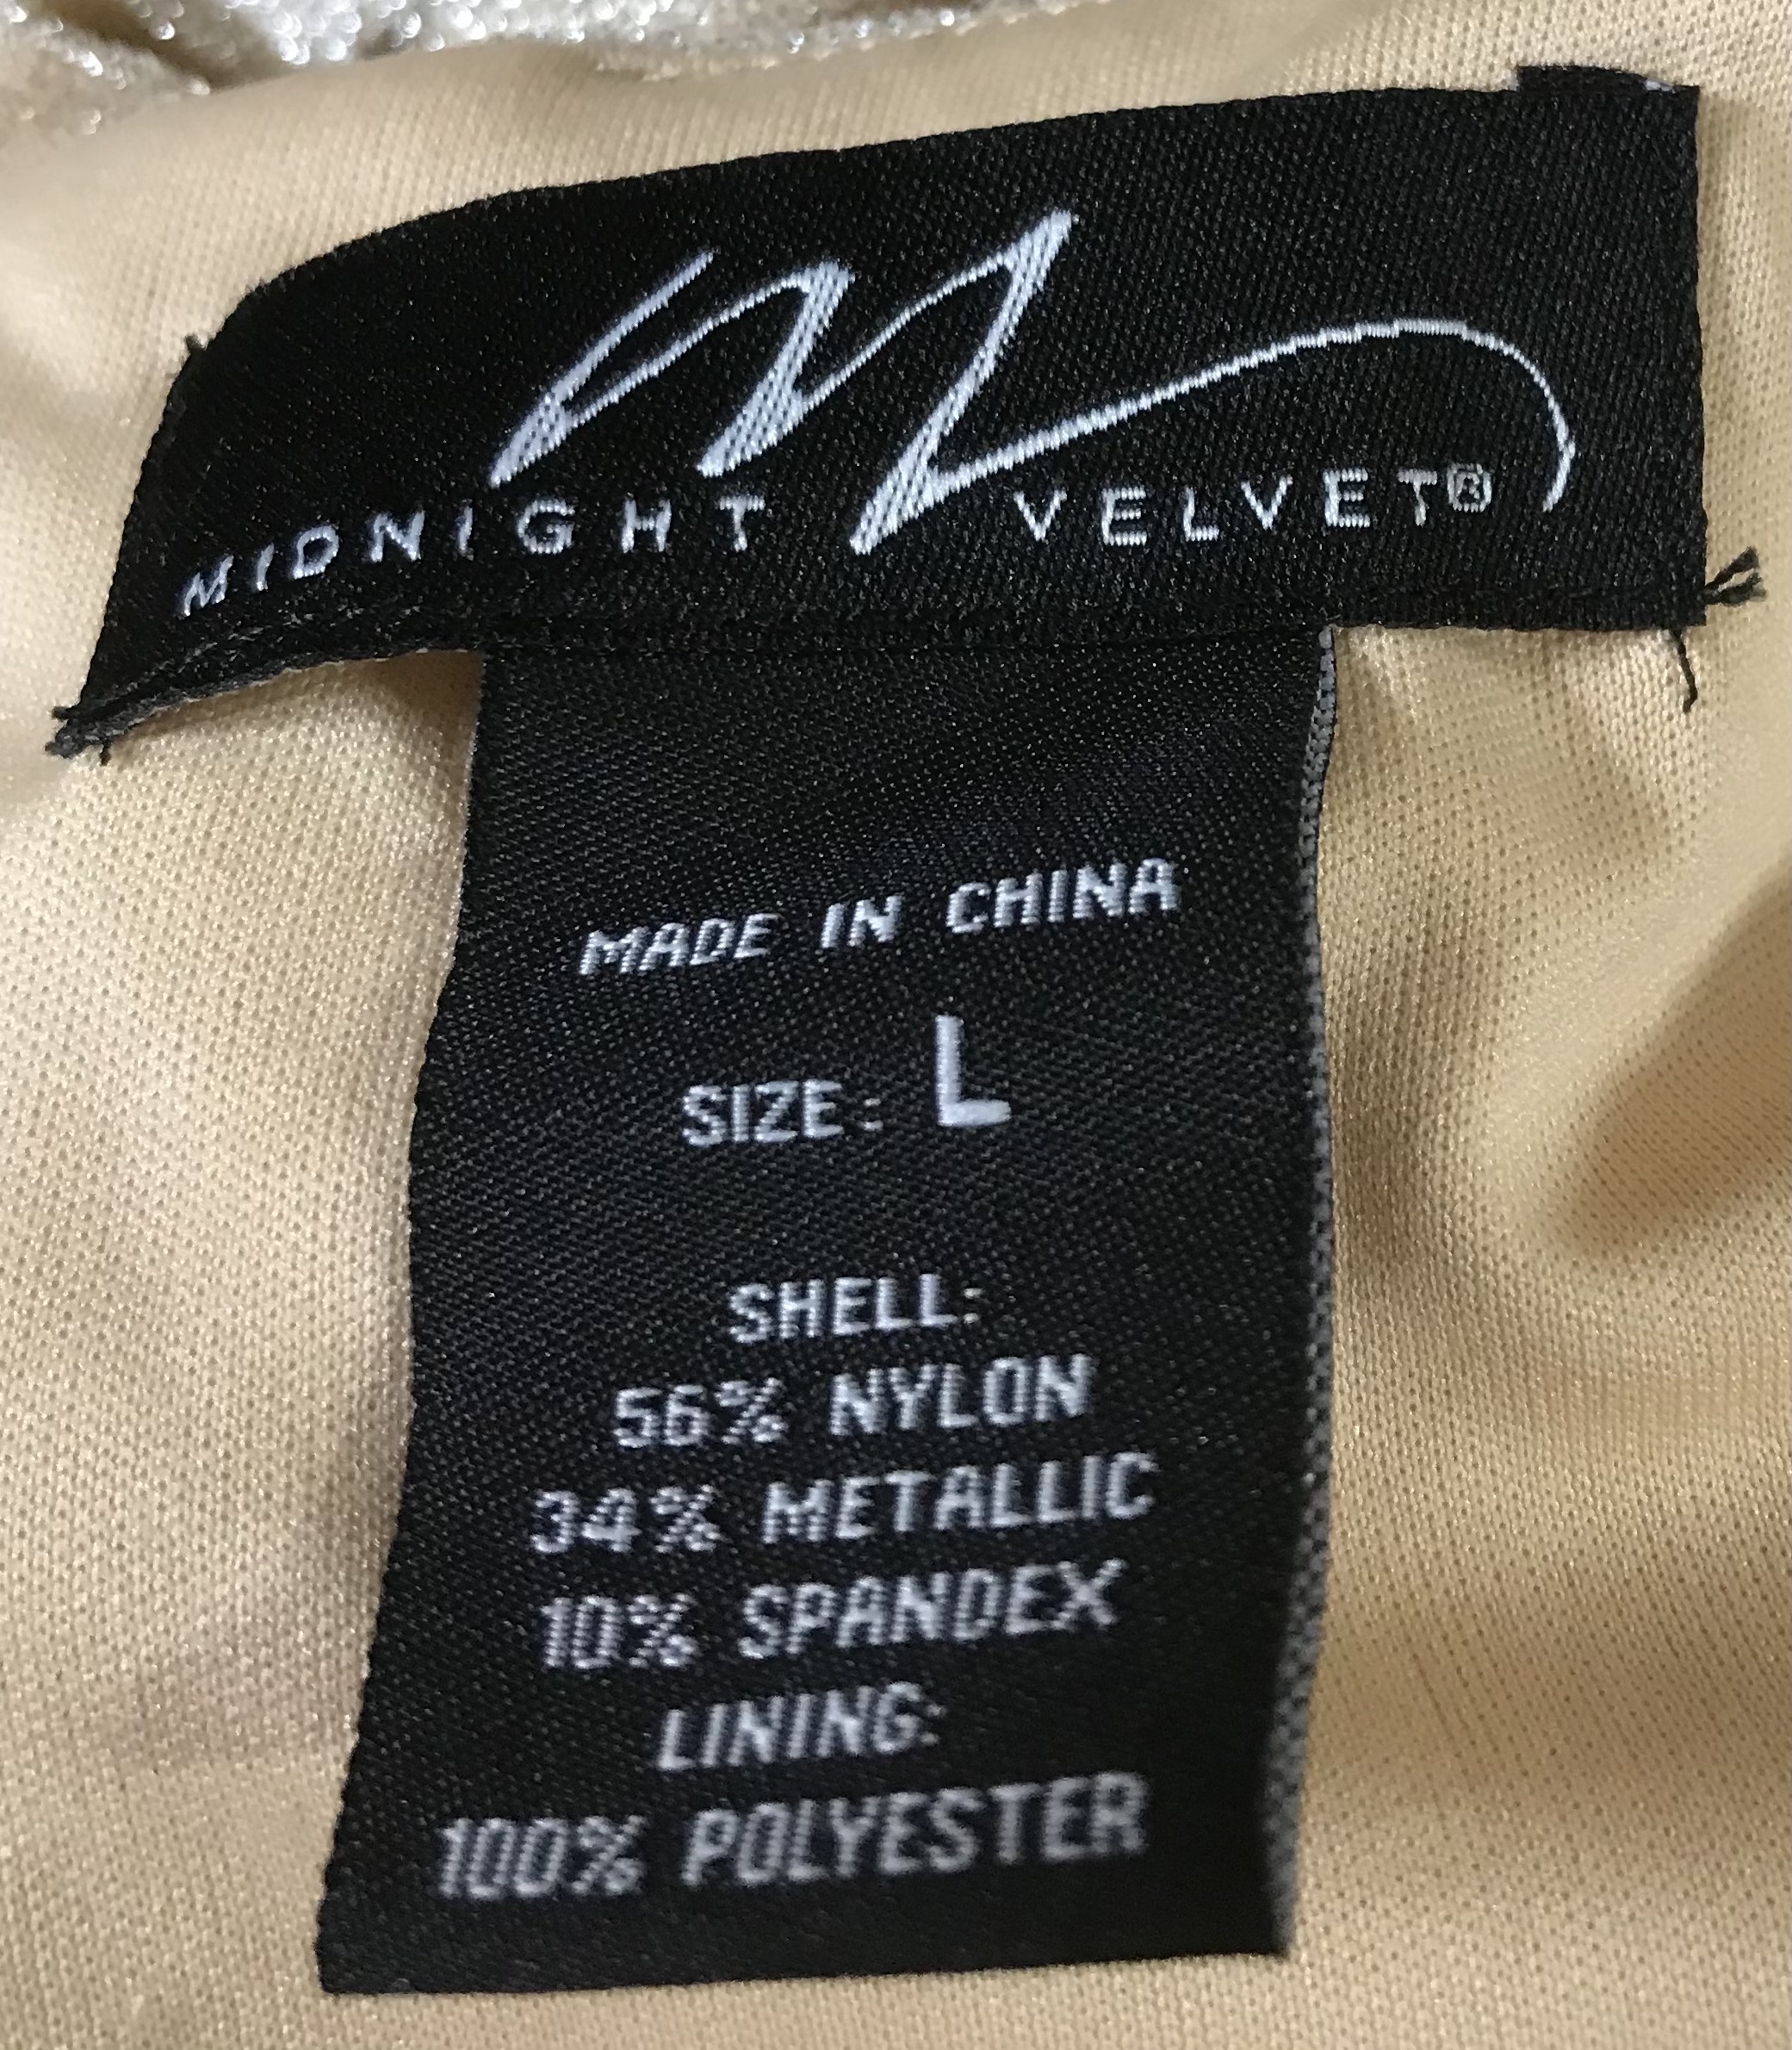 MIDNIGHT VELVET®
MADE IN CHINA
SIZE: L
SHELL:
56% NYLON
34% METALLIC
10% SPANDEX
LINING:
100% POLYESTER